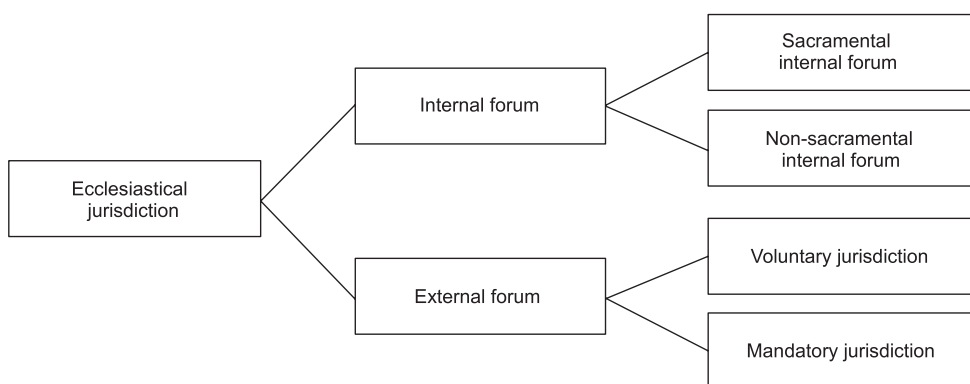 Ecclesiastical
jurisdiction
Internal forum
External forum
Sacramental
internal forum
Non-sacramental
internal forum
Voluntary jurisdiction
Mandatory jurisdiction